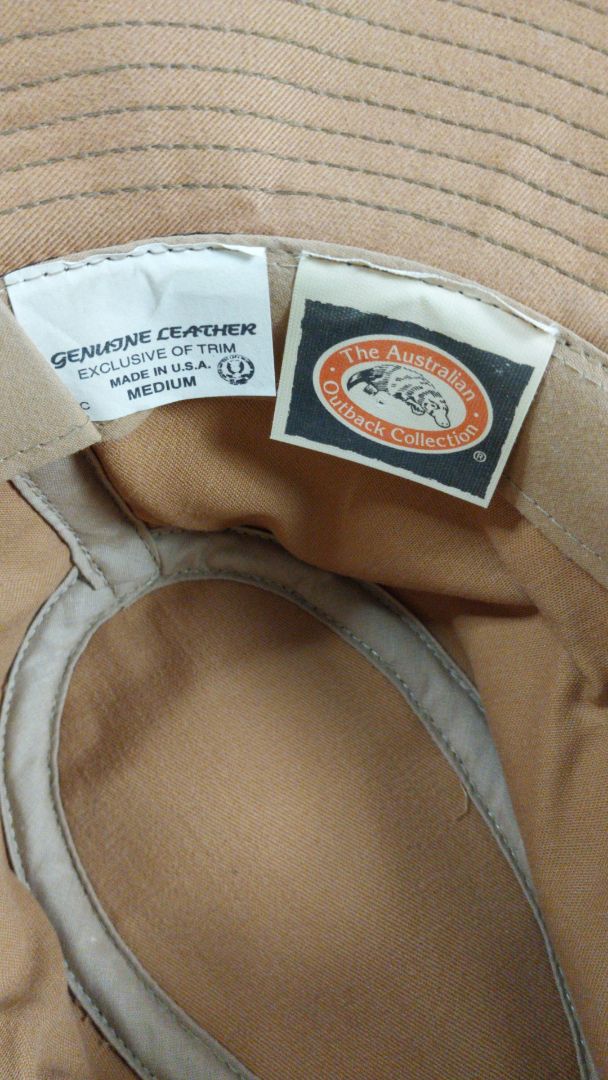 GENUINE LEATHER
EXCLUSIVE OF TRIM
MADE IN U.S.A.
MEDIUM
C
The Australian
Outback Collection
®